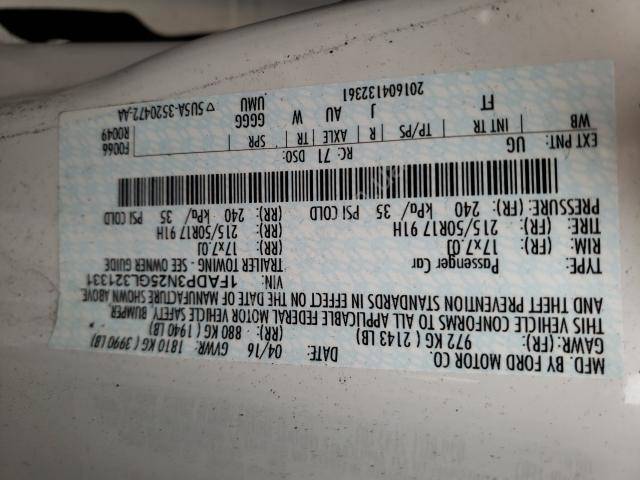 MFD. BY FORD MOTOR CO.
DATE: 04/16 GVWR: 1810 KG ( 3990 LB)
GAWR: (FR) 972 KG ( 2143 LB) (RR): 880 KG ( 1940 LB)
THIS VEHICLE CONFORMS TO ALL APPLICABLE FEDERAL MOTOR VEHICLE SAFETY BUMPER,
AND THEFT PREVENTION STANDARDS IN EFFECT ON THE DATE OF MANUFACTURE SHOWN ABOVE.
VIN: 1FADP3N25GL321331
TYPE: Passenger Car TRAILER TOWING - SEE OWNER GUIDE
RIM: 17x7.0J (RR): 17x7.0J
TIRE: 215/50R17 91H (RR): 215/50R17 91H
PRESSURE: (FR) 240 kPa/ 35 PSI COLD (RR): 240 kPa/ 35 PSI COLD
EXT PNT: UG RC: 71 DSO: F0066
R0049
WB INT TR TP/PS R AXLE TR SPR
FT J AU W GGGG
UMU
201604132361 5U5A-3520472-AA